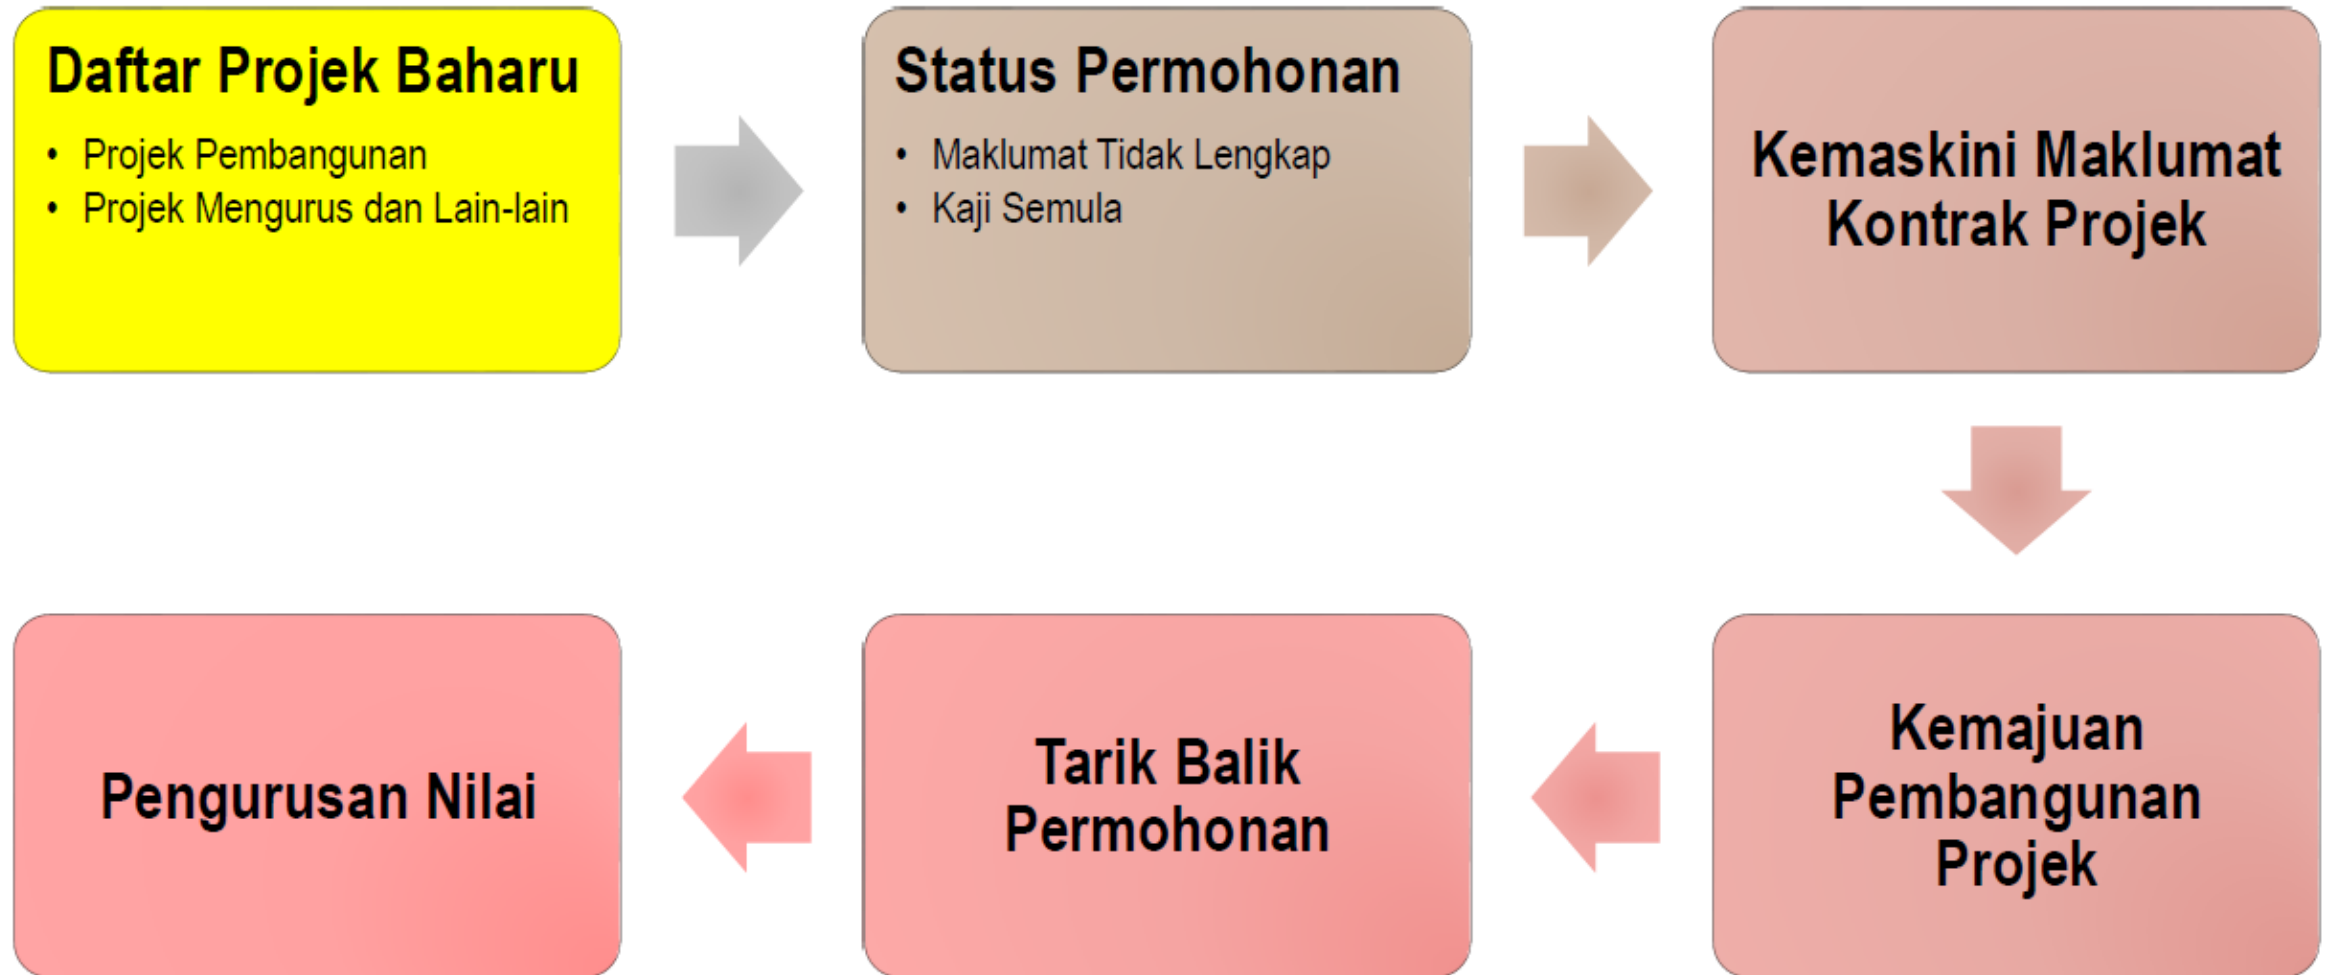 Daftar Projek Baharu
• Projek Pembangunan
• Projek Mengurus dan Lain-lain
Status Permohonan
• Maklumat Tidak Lengkap
• Kaji Semula
Kemaskini Maklumat
Kontrak Projek
Kemajuan
Pembangunan
Projek
Tarik Balik
Permohonan
Pengurusan Nilai